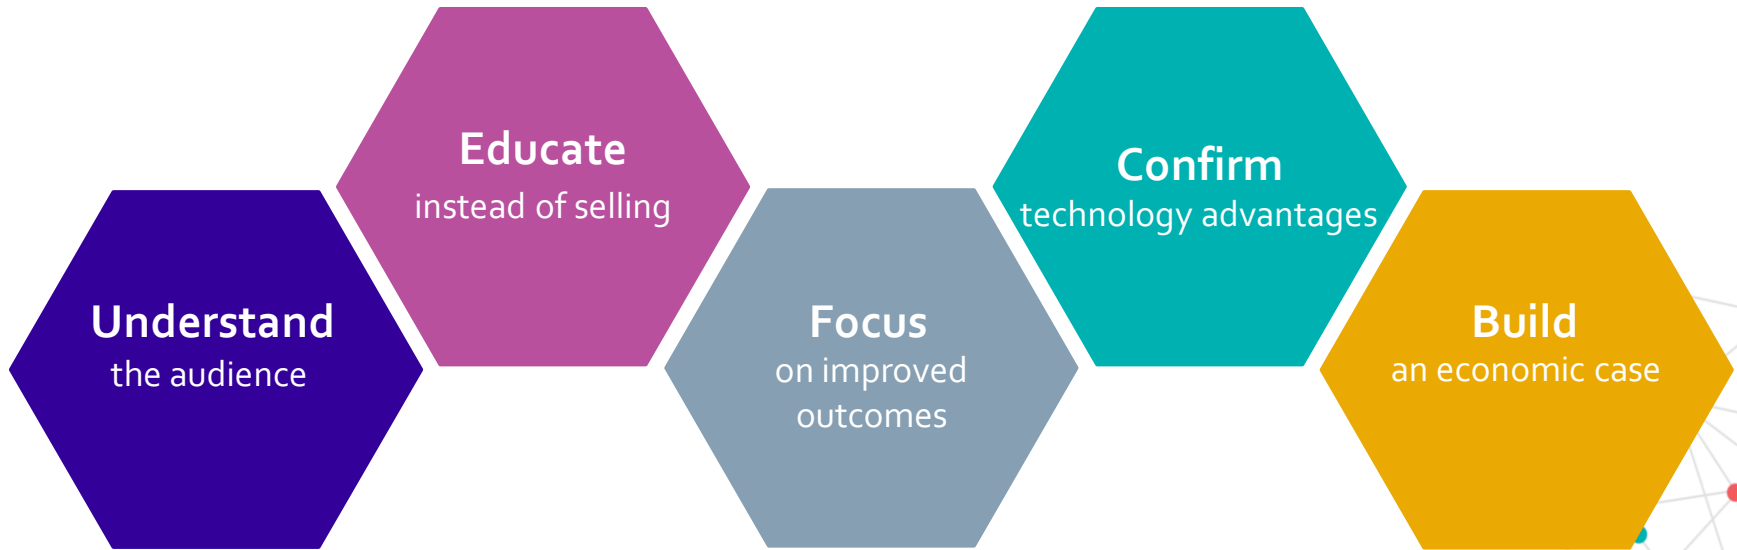 Understand
the audience
Educate
instead of selling
Focus
on improved
outcomes
Confirm
technology advantages
Build
an economic case